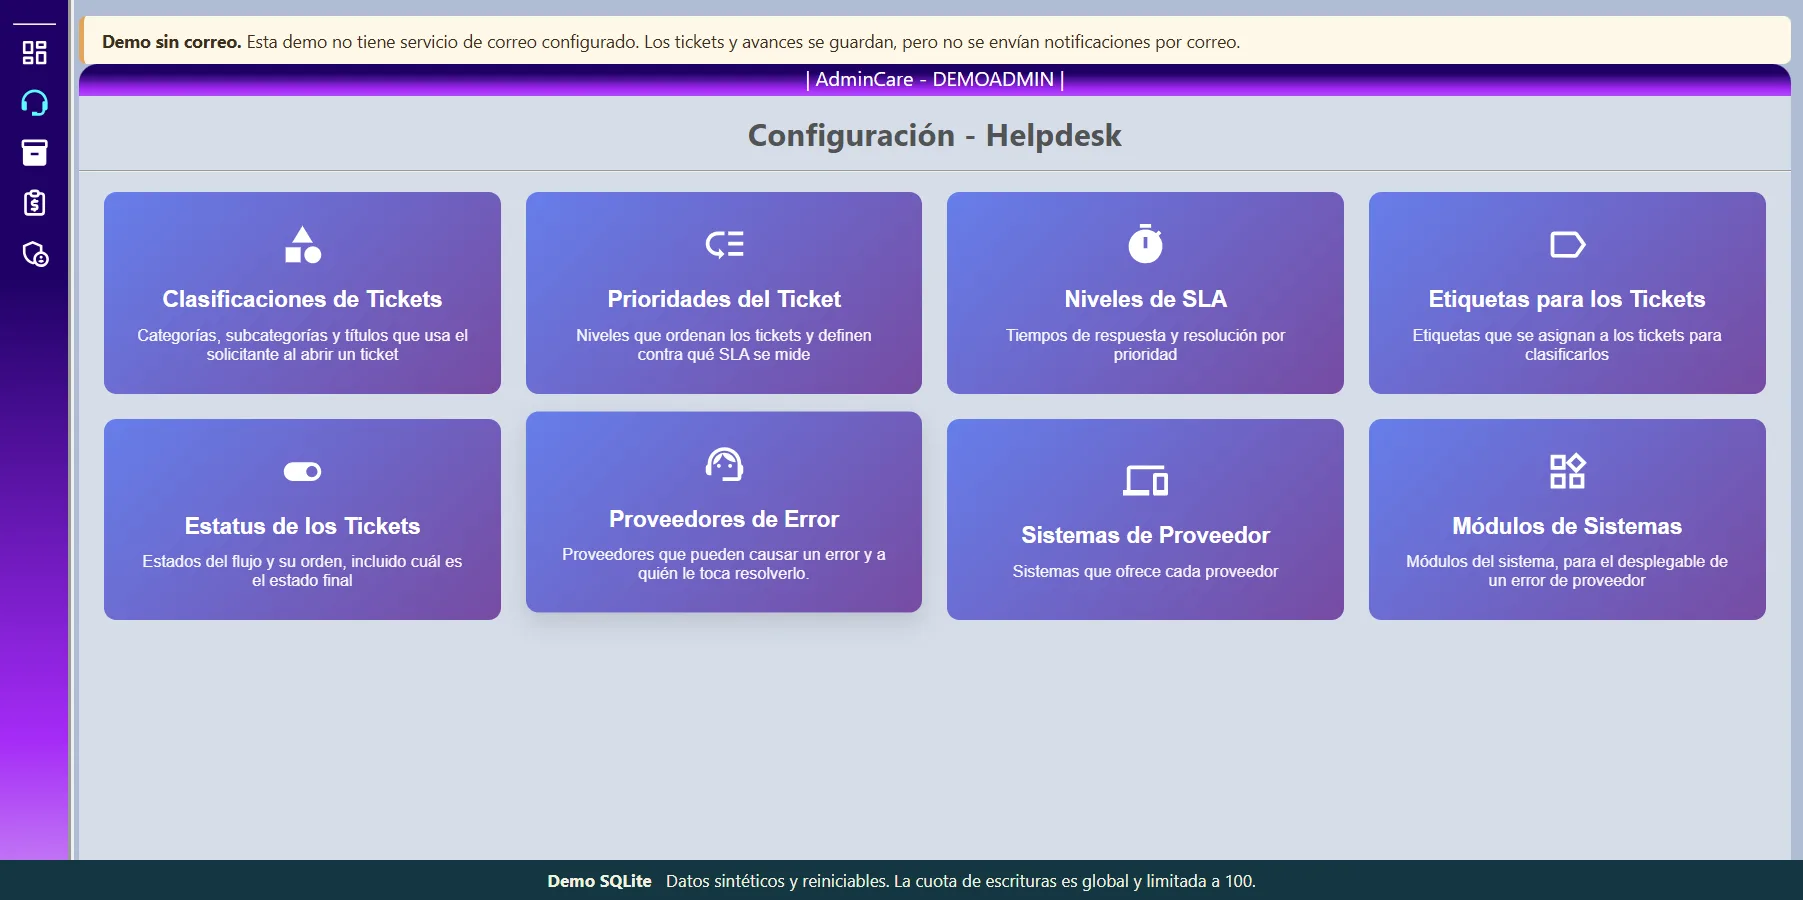 Demo sin correo. Esta demo no tiene servicio de correo configurado. Los tickets y avances se guardan, pero no se envían notificaciones por correo.
| AdminCare - DEMOADMIN |
Configuración - Helpdesk
Clasificaciones de Tickets
Categorías, subcategorías y títulos que usa el
solicitante al abrir un ticket
Prioridades del Ticket
Niveles que ordenan los tickets y definen
contra qué SLA se mide
Niveles de SLA
Tiempos de respuesta y resolución por
prioridad
Etiquetas para los Tickets
Etiquetas que se asignan a los tickets para
clasificarlos
Estatus de los Tickets
Estados del flujo y su orden, incluido cuál es
el estado final
Proveedores de Error
Proveedores que pueden causar un error y a
quién le toca resolverlo.
Sistemas de Proveedor
Sistemas que ofrece cada proveedor
Módulos de Sistemas
Módulos del sistema, para el desplegable de
un error de proveedor
Demo SQLite Datos sintéticos y reiniciables. La cuota de escrituras es global y limitada a 100.